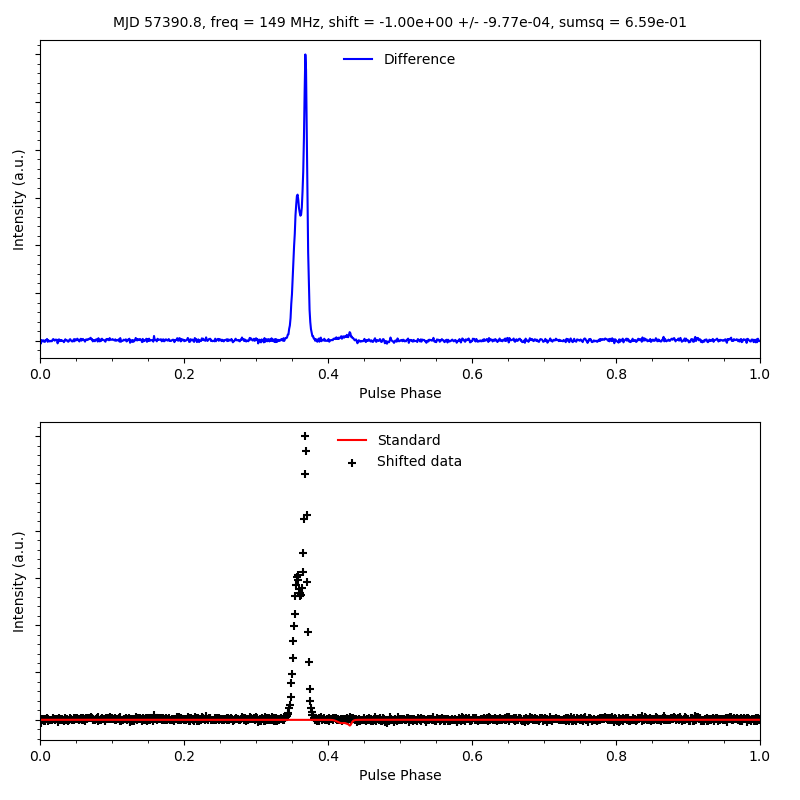 MJD 57390.8, freq = 149 MHz, shift = -1.00e+00 +/- -9.77e-04, sumsq = 6.59e-01
Difference
Intensity (a.u.)
0.0 0.2 0.4 0.6 0.8 1.0
Pulse Phase
Standard
Shifted data
Intensity (a.u.)
0.0 0.2 0.4 0.6 0.8 1.0
Pulse Phase